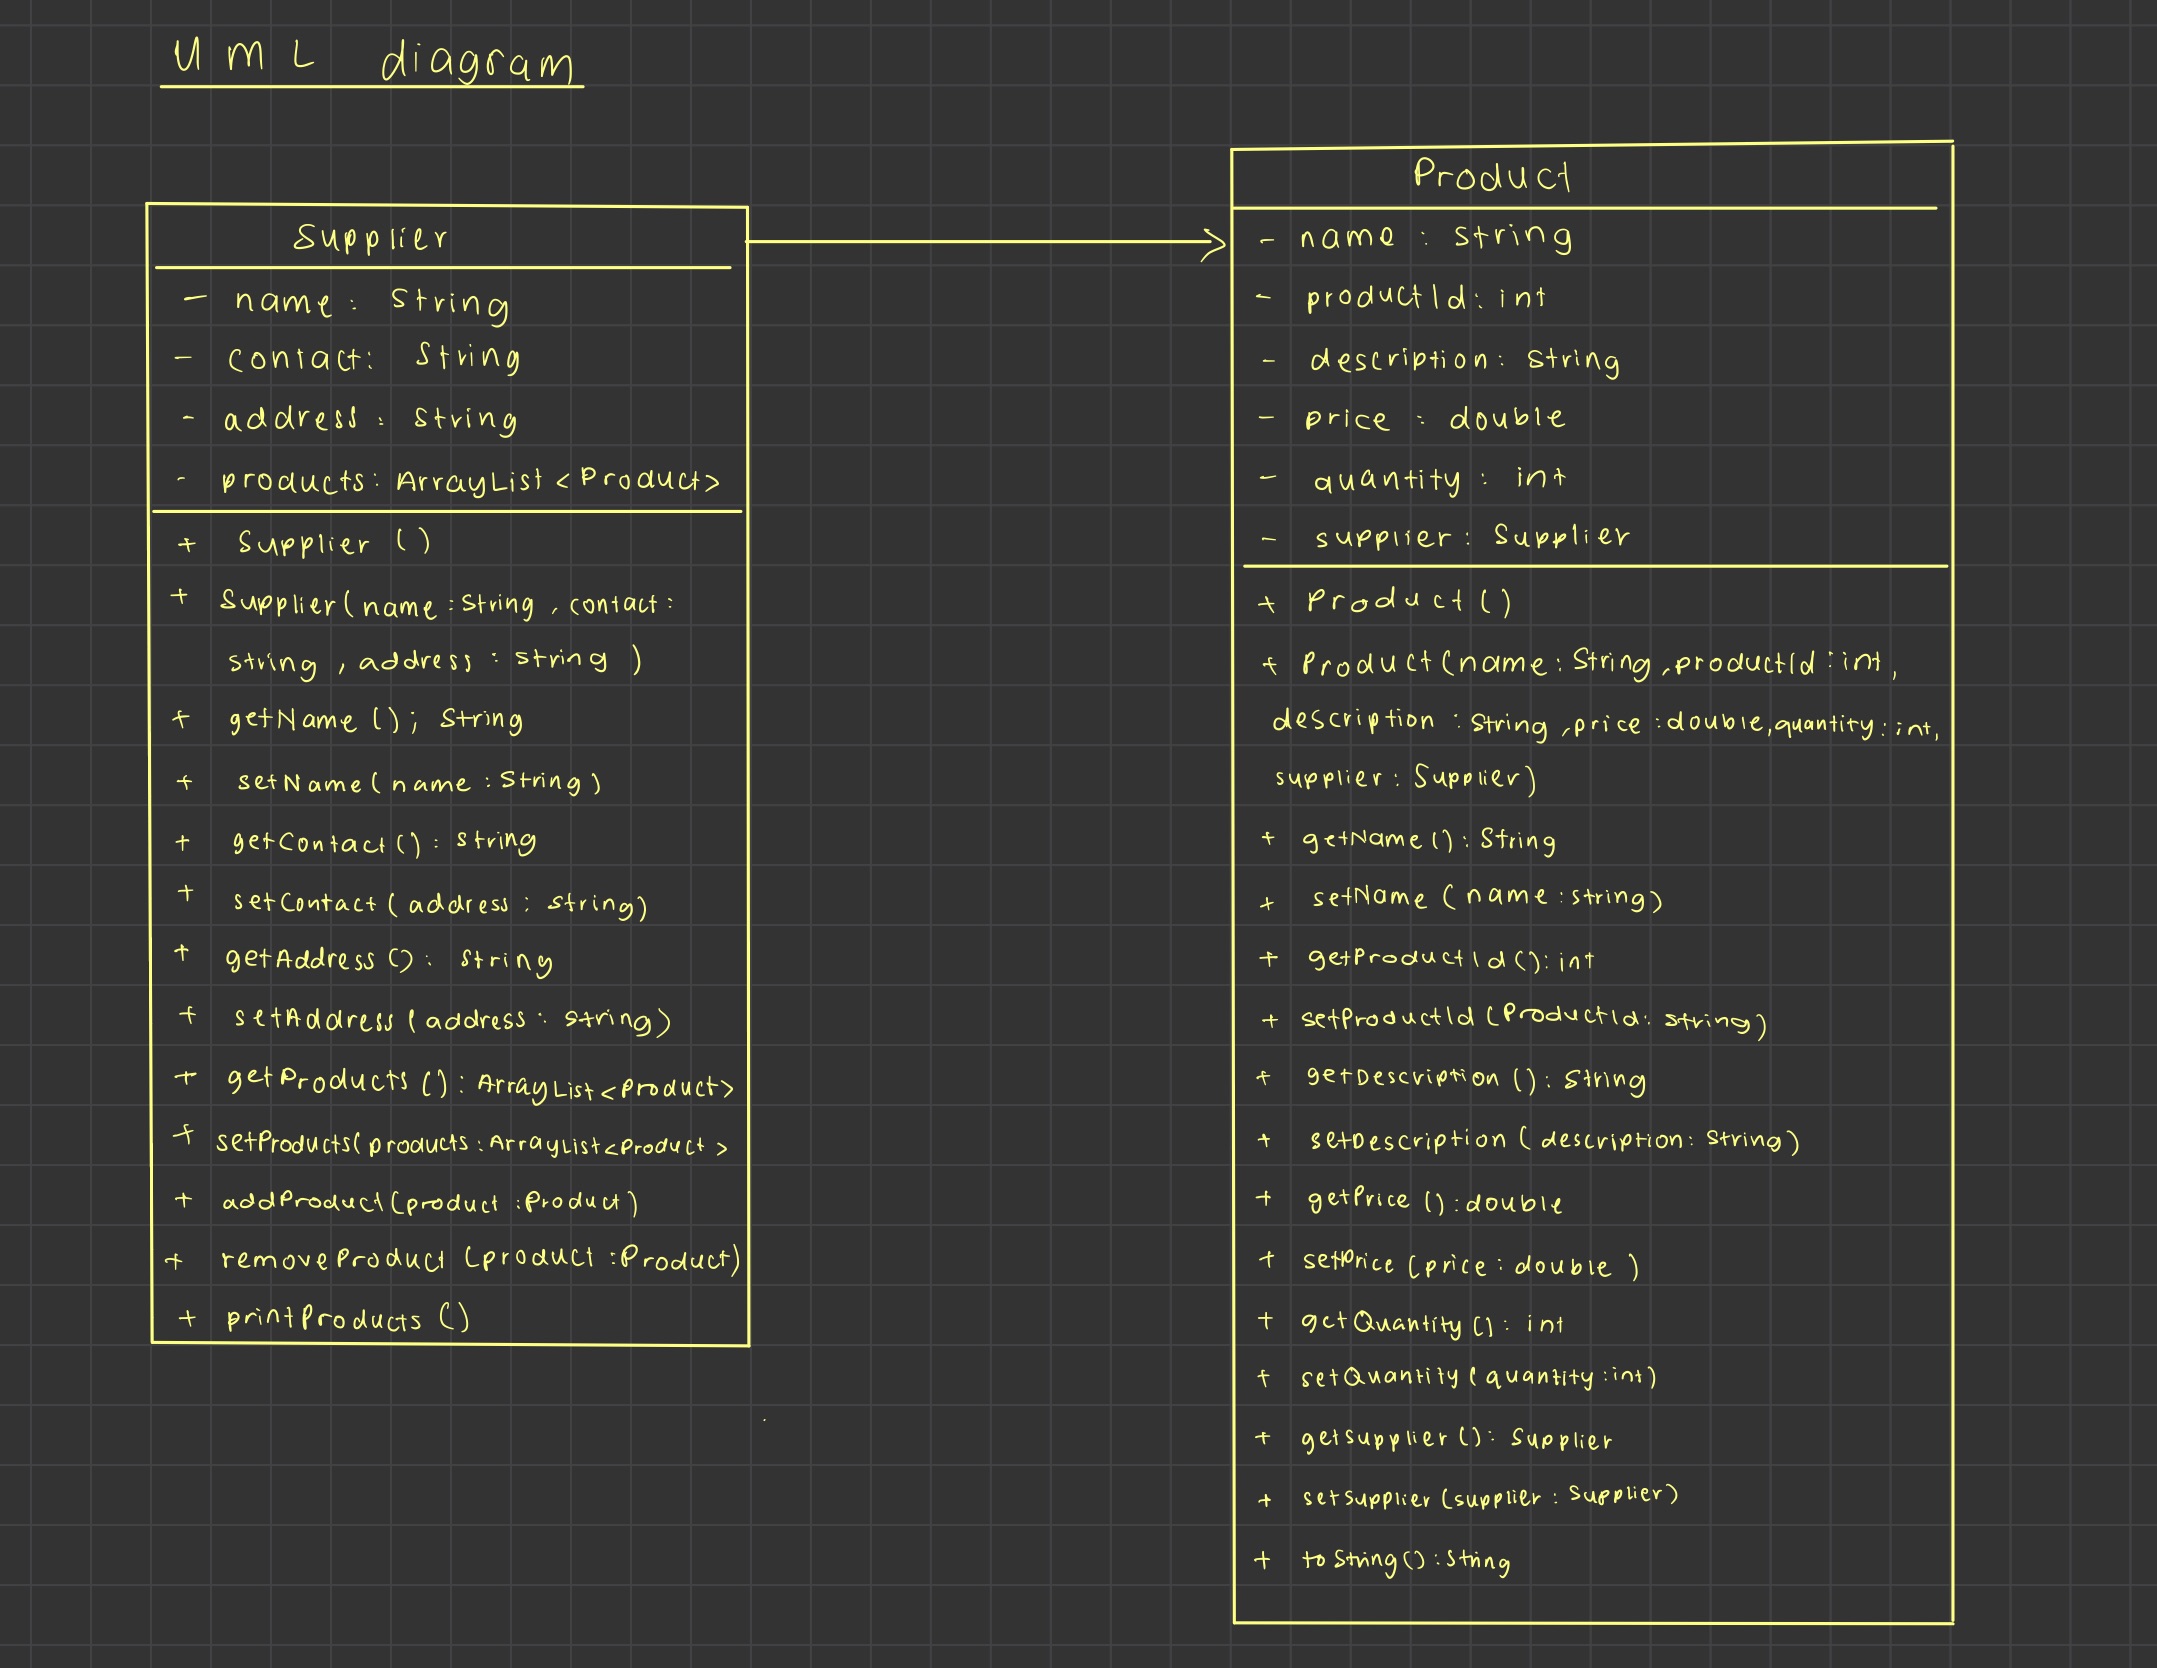 UML diagram
Supplier
- name: String
- contact: String
- address: String
- products: ArrayList<Product>
+ Supplier ()
+ Supplier(name:String, contact:
string, address: string)
+ getName(); String
+ setName(name:String)
+ getContact(): string
+ setContact(address: string)
+ getAddress(): String
+ setAddress(address: string)
+ getProducts(): ArrayList<Product>
+ setProducts(products:ArrayList<Product>
+ addProduct(product:Product)
+ removeProduct(product:Product)
+ printProducts()
Product
- name : string
- productId: int
- description: String
- price : double
- quantity: int
- supplier: Supplier
+ Product()
+ Product(name:String,productId:int,
description:String,price:double,quantity:int,
supplier:Supplier)
+ getName(): String
+ setName(name:string)
+ getProductId():int
+ setProductId(ProductId: string)
+ getDescription(): String
+ setDescription(description: String)
+ getPrice():double
+ setPrice(price:double)
+ getQuantity(): int
+ setQuantity(quantity:int)
+ getSupplier(): Supplier
+ setSupplier(supplier: Supplier)
+ toString():String